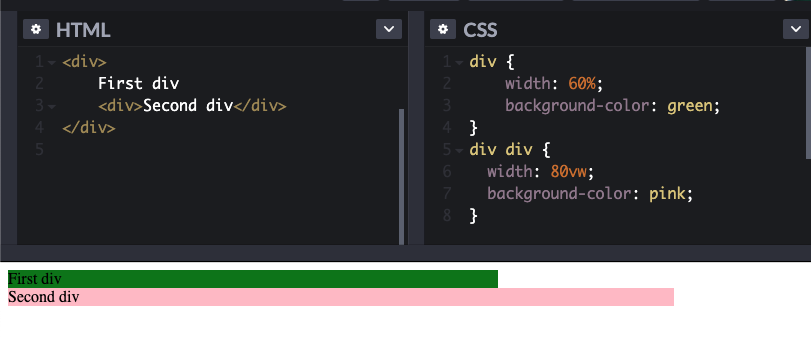 HTML
1 <div>
2     First div
3     <div>Second div</div>
4 </div>
5
CSS
1 div {
2     width: 60%;
3     background-color: green;
4 }
5 div div {
6   width: 80vw;
7   background-color: pink;
8 }
First div
Second div